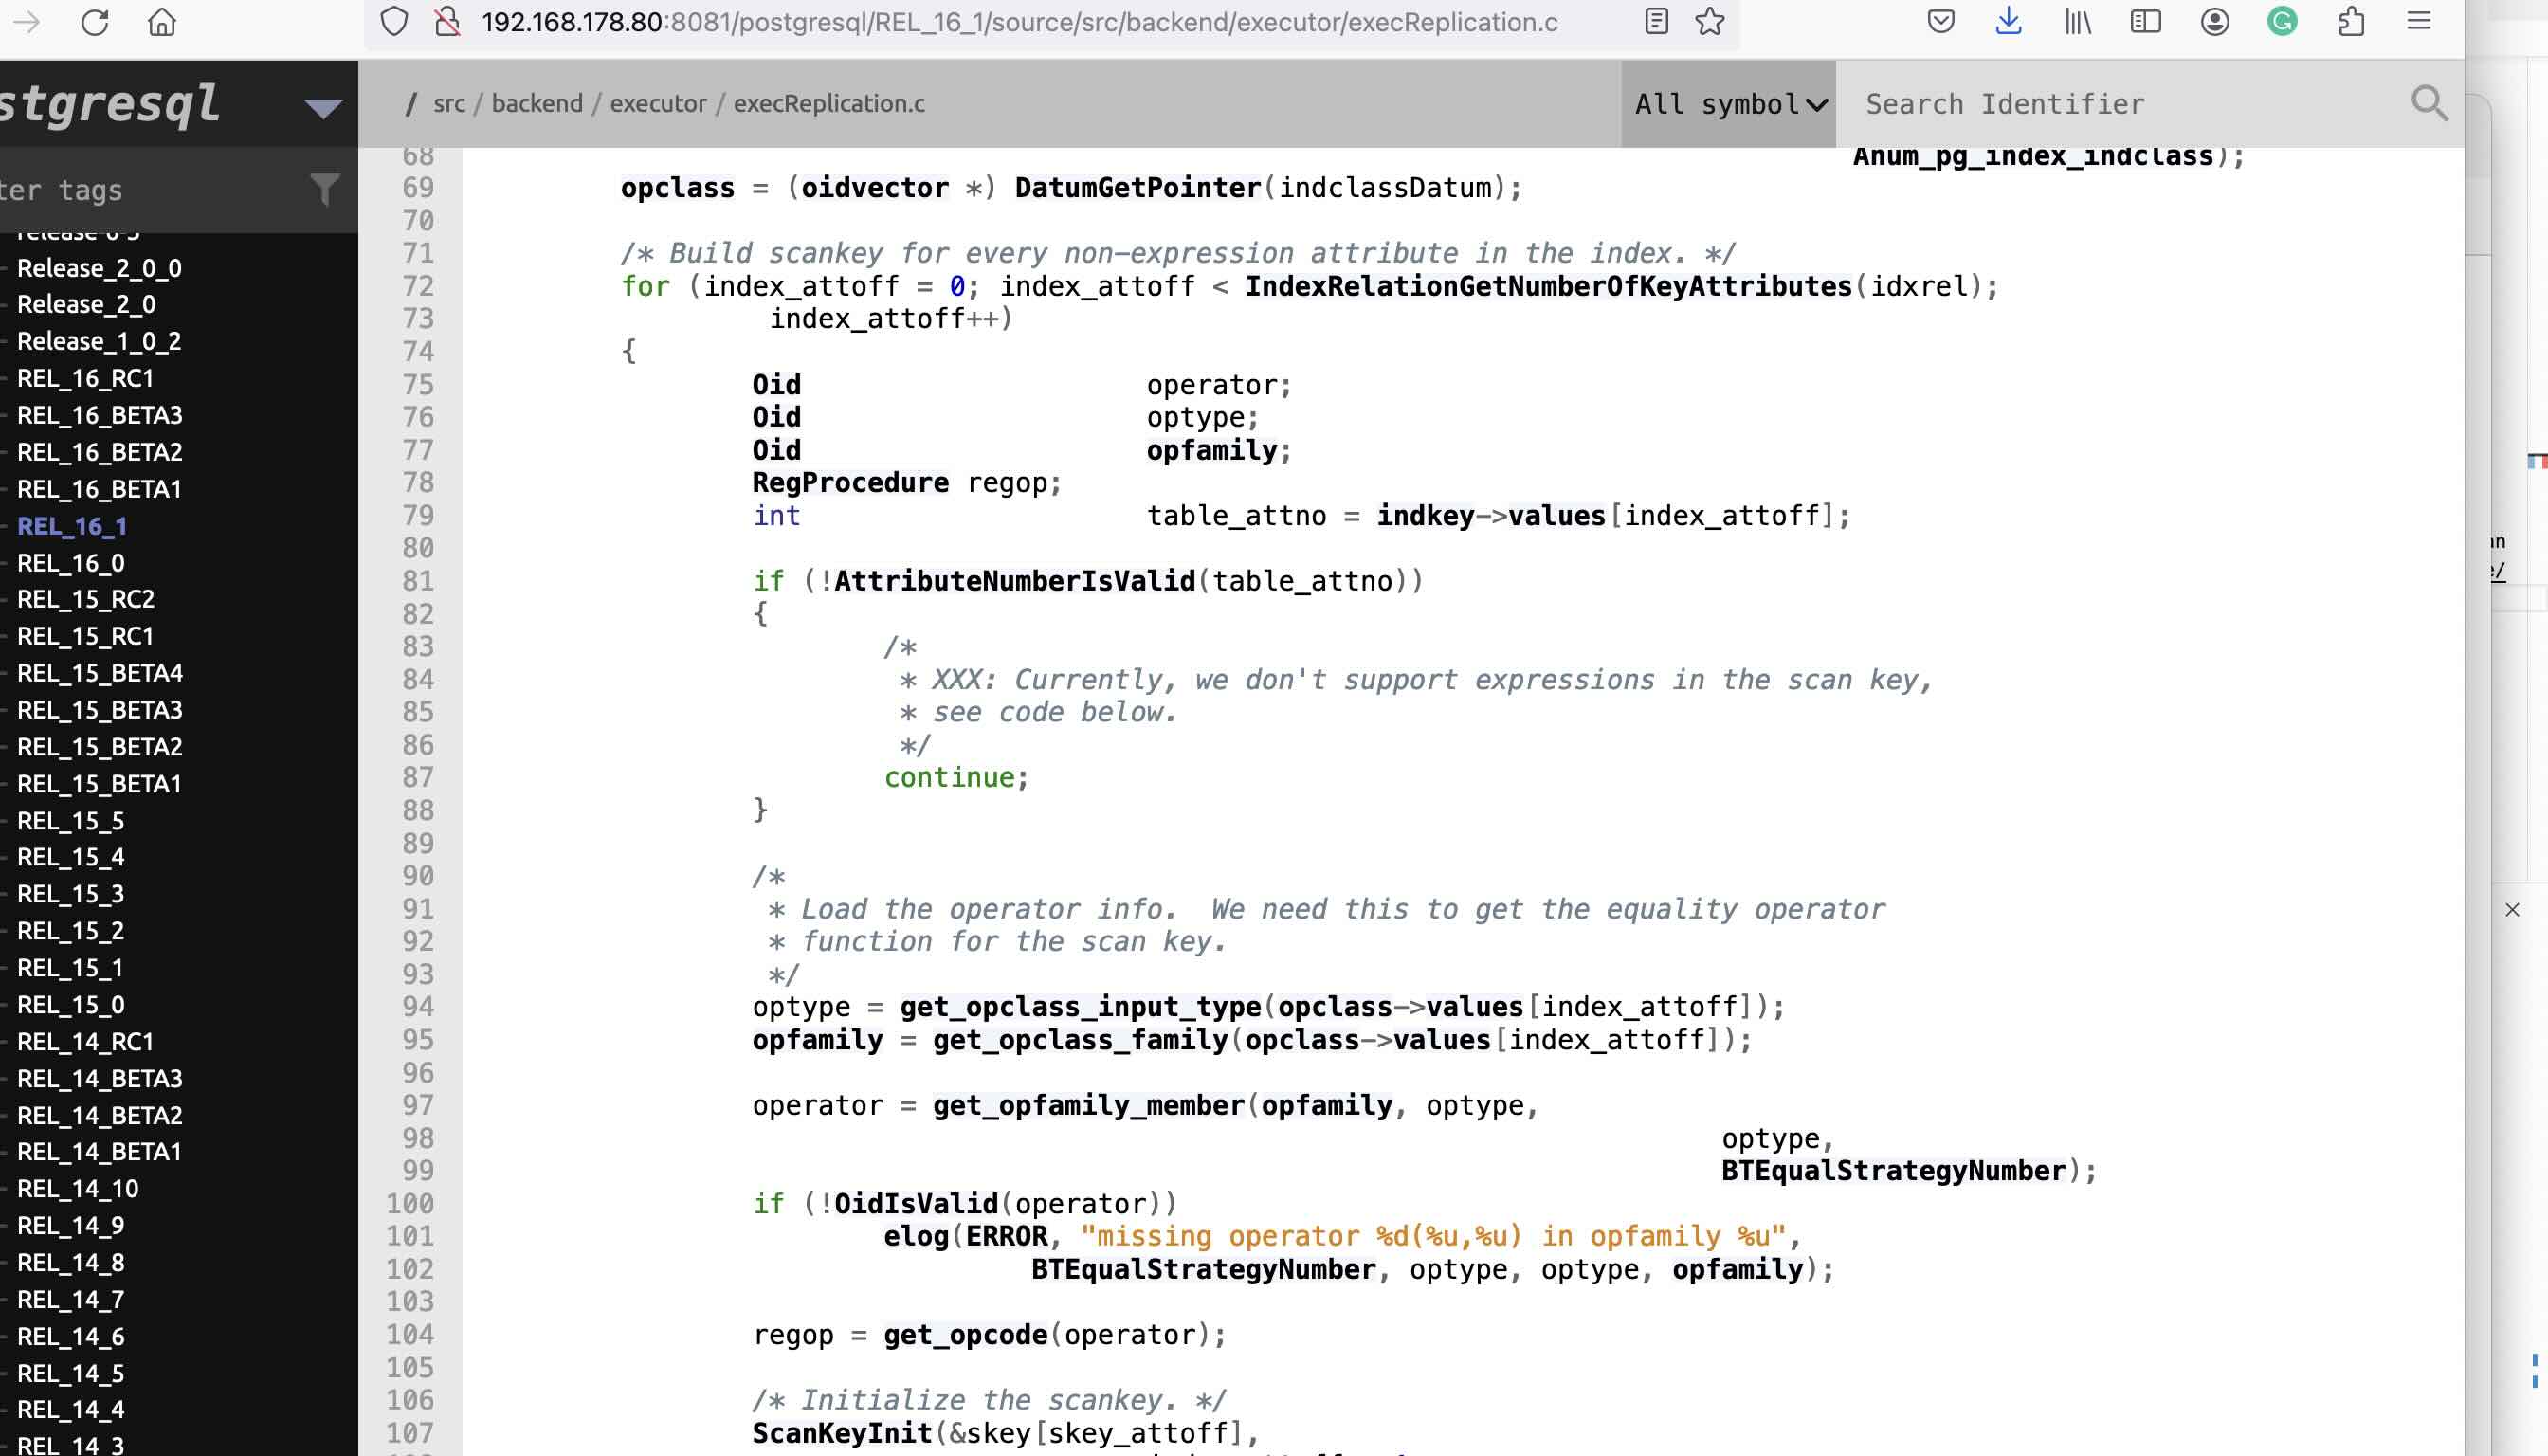 192.168.178.80:8081/postgresql/REL_16_1/source/src/backend/executor/execReplication.c
stgresql
/ src / backend / executor / execReplication.c
All symbol
Search Identifier
ter tags
Release_2_0_0
Release_2_0
Release_1_0_2
REL_16_RC1
REL_16_BETA3
REL_16_BETA2
REL_16_BETA1
REL_16_1
REL_16_0
REL_15_RC2
REL_15_RC1
REL_15_BETA4
REL_15_BETA3
REL_15_BETA2
REL_15_BETA1
REL_15_5
REL_15_4
REL_15_3
REL_15_2
REL_15_1
REL_15_0
REL_14_RC1
REL_14_BETA3
REL_14_BETA2
REL_14_BETA1
REL_14_10
REL_14_9
REL_14_8
REL_14_7
REL_14_6
REL_14_5
REL_14_4
REL_14_3
68 Anum_pg_index_indclass);
69 opclass = (oidvector *) DatumGetPointer(indclassDatum);
70
71 /* Build scankey for every non-expression attribute in the index. */
72 for (index_attoff = 0; index_attoff < IndexRelationGetNumberOfKeyAttributes(idxrel);
73 index_attoff++)
74 {
75 Oid operator;
76 Oid optype;
77 Oid opfamily;
78 RegProcedure regop;
79 int table_attno = indkey->values[index_attoff];
80
81 if (!AttributeNumberIsValid(table_attno))
82 {
83 /*
84 * XXX: Currently, we don't support expressions in the scan key,
85 * see code below.
86 */
87 continue;
88 }
89
90 /*
91 * Load the operator info.  We need this to get the equality operator
92 * function for the scan key.
93 */
94 optype = get_opclass_input_type(opclass->values[index_attoff]);
95 opfamily = get_opclass_family(opclass->values[index_attoff]);
96
97 operator = get_opfamily_member(opfamily, optype,
98 optype,
99 BTEqualStrategyNumber);
100 if (!OidIsValid(operator))
101 elog(ERROR, "missing operator %d(%u,%u) in opfamily %u",
102 BTEqualStrategyNumber, optype, optype, opfamily);
103
104 regop = get_opcode(operator);
105
106 /* Initialize the scankey. */
107 ScanKeyInit(&skey[skey_attoff],